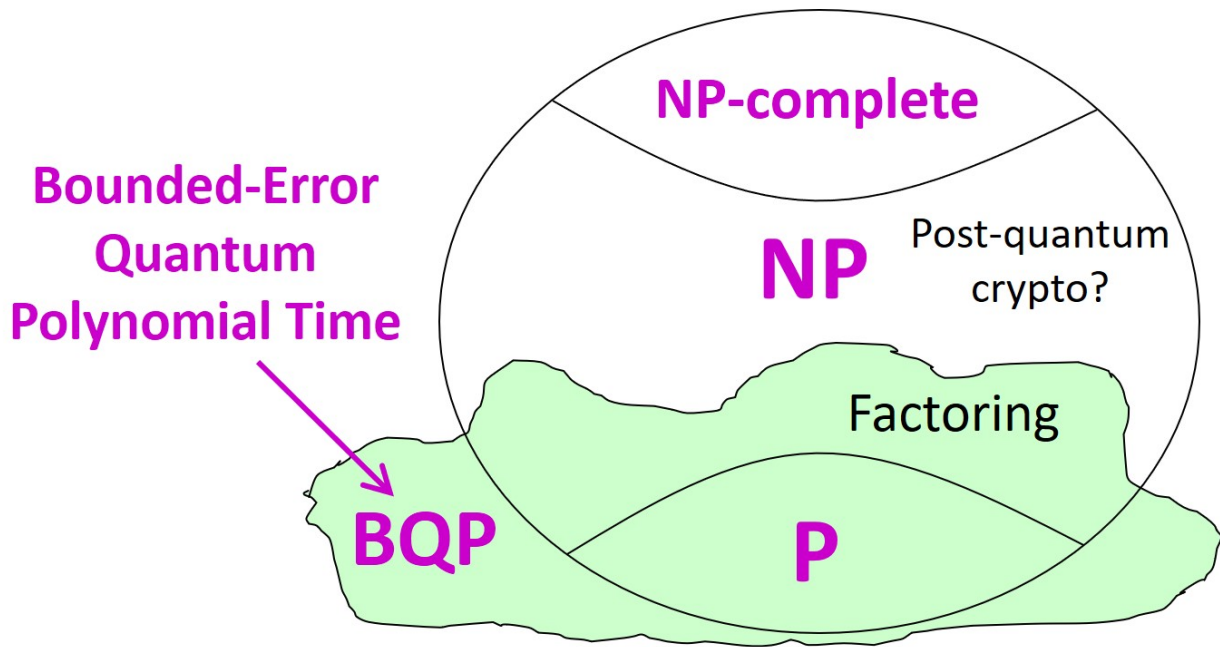 NP-complete
Bounded-Error
Quantum
Polynomial Time
NP
Post-quantum
crypto?
Factoring
BQP
P